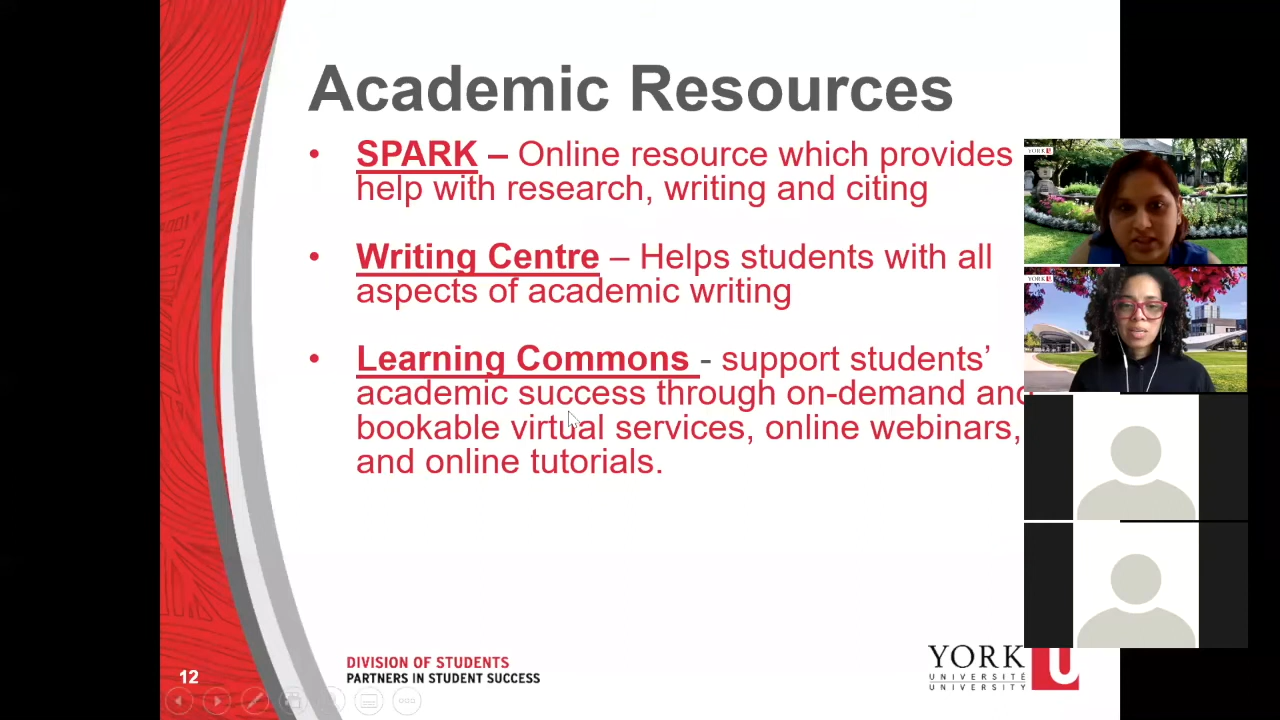 Academic Resources
• SPARK – Online resource which provides
help with research, writing and citing
• Writing Centre – Helps students with all
aspects of academic writing
• Learning Commons - support students’
academic success through on-demand and
bookable virtual services, online webinars,
and online tutorials.
YORK U
YORK U
DIVISION OF STUDENTS
PARTNERS IN STUDENT SUCCESS
12
YORK U
UNIVERSITÉ
UNIVERSITY